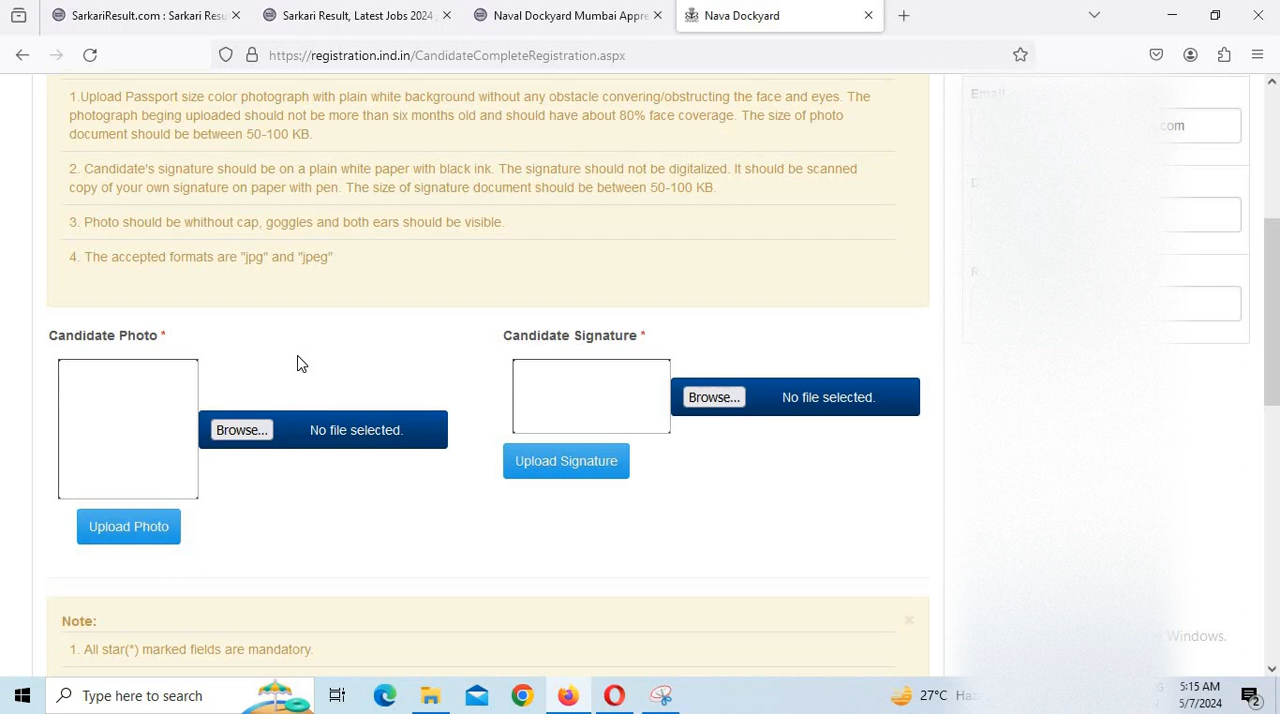 SarkariResult.com : Sarkari Resu
Sarkari Result, Latest Jobs 2024
Naval Dockyard Mumbai Appre
Nava Dockyard
https://registration.ind.in/CandidateCompleteRegistration.aspx
1.Upload Passport size color photograph with plain white background without any obstacle convering/obstructing the face and eyes. The
photograph beging uploaded should not be more than six months old and should have about 80% face coverage. The size of photo
document should be between 50-100 KB.
2. Candidate's signature should be on a plain white paper with black ink. The signature should not be digitalized. It should be scanned
copy of your own signature on paper with pen. The size of signature document should be between 50-100 KB.
3. Photo should be whithout cap, goggles and both ears should be visible.
4. The accepted formats are "jpg" and "jpeg"
Email
com
Candidate Photo *
Candidate Signature *
Browse... No file selected.
Browse... No file selected.
Upload Signature
Upload Photo
Note:
1. All star(*) marked fields are mandatory.
Windows.
Type here to search
27°C Haz
5:15 AM
5/7/2024
2